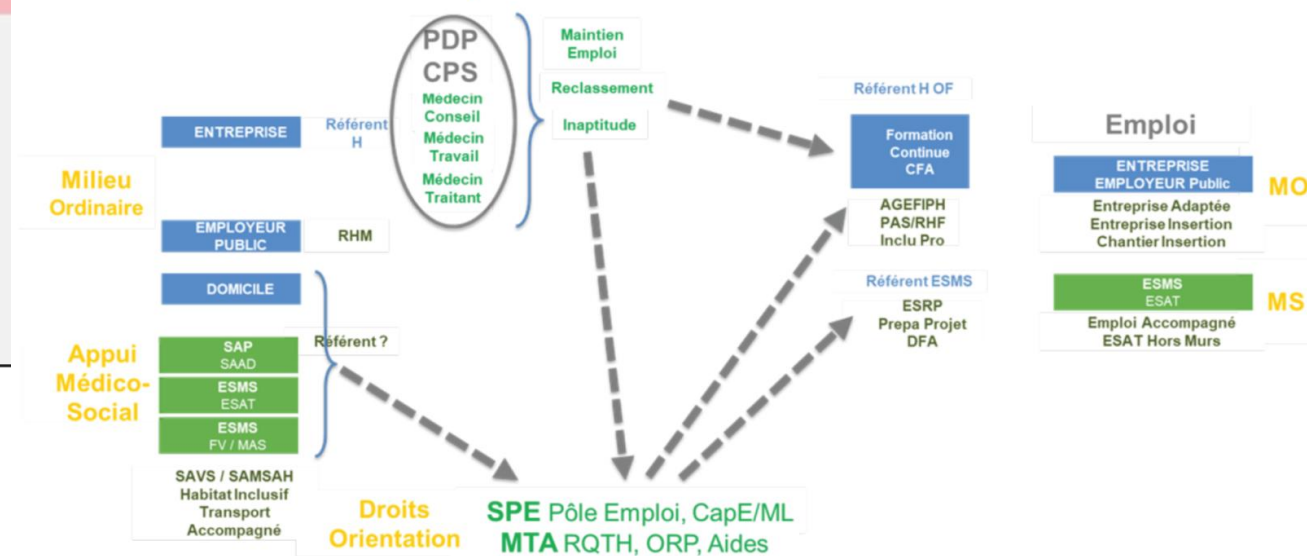 Milieu
Ordinaire
ENTREPRISE
Référent
H
EMPLOYEUR
PUBLIC
RHM
DOMICILE
Appui
Médico-
Social
Référent ?
SAP
SAAD
ESMS
ESAT
ESMS
FV / MAS
SAVS / SAMSAH
Habitat Inclusif
Transport
Accompagné
PDP
CPS
Médecin
Conseil
Médecin
Travail
Médecin
Traitant
Maintien
Emploi
Reclassement
Inaptitude
Droits
Orientation
SPE Pôle Emploi, CapE/ML
MTA RQTH, ORP, Aides
Référent H OF
Formation
Continue
CFA
AGEFIPH
PAS/RHF
Inclu Pro
Référent ESMS
ESRP
Prepa Projet
DFA
Emploi
ENTREPRISE
EMPLOYEUR Public
MO
Entreprise Adaptée
Entreprise Insertion
Chantier Insertion
ESMS
ESAT
MS
Emploi Accompagné
ESAT Hors Murs